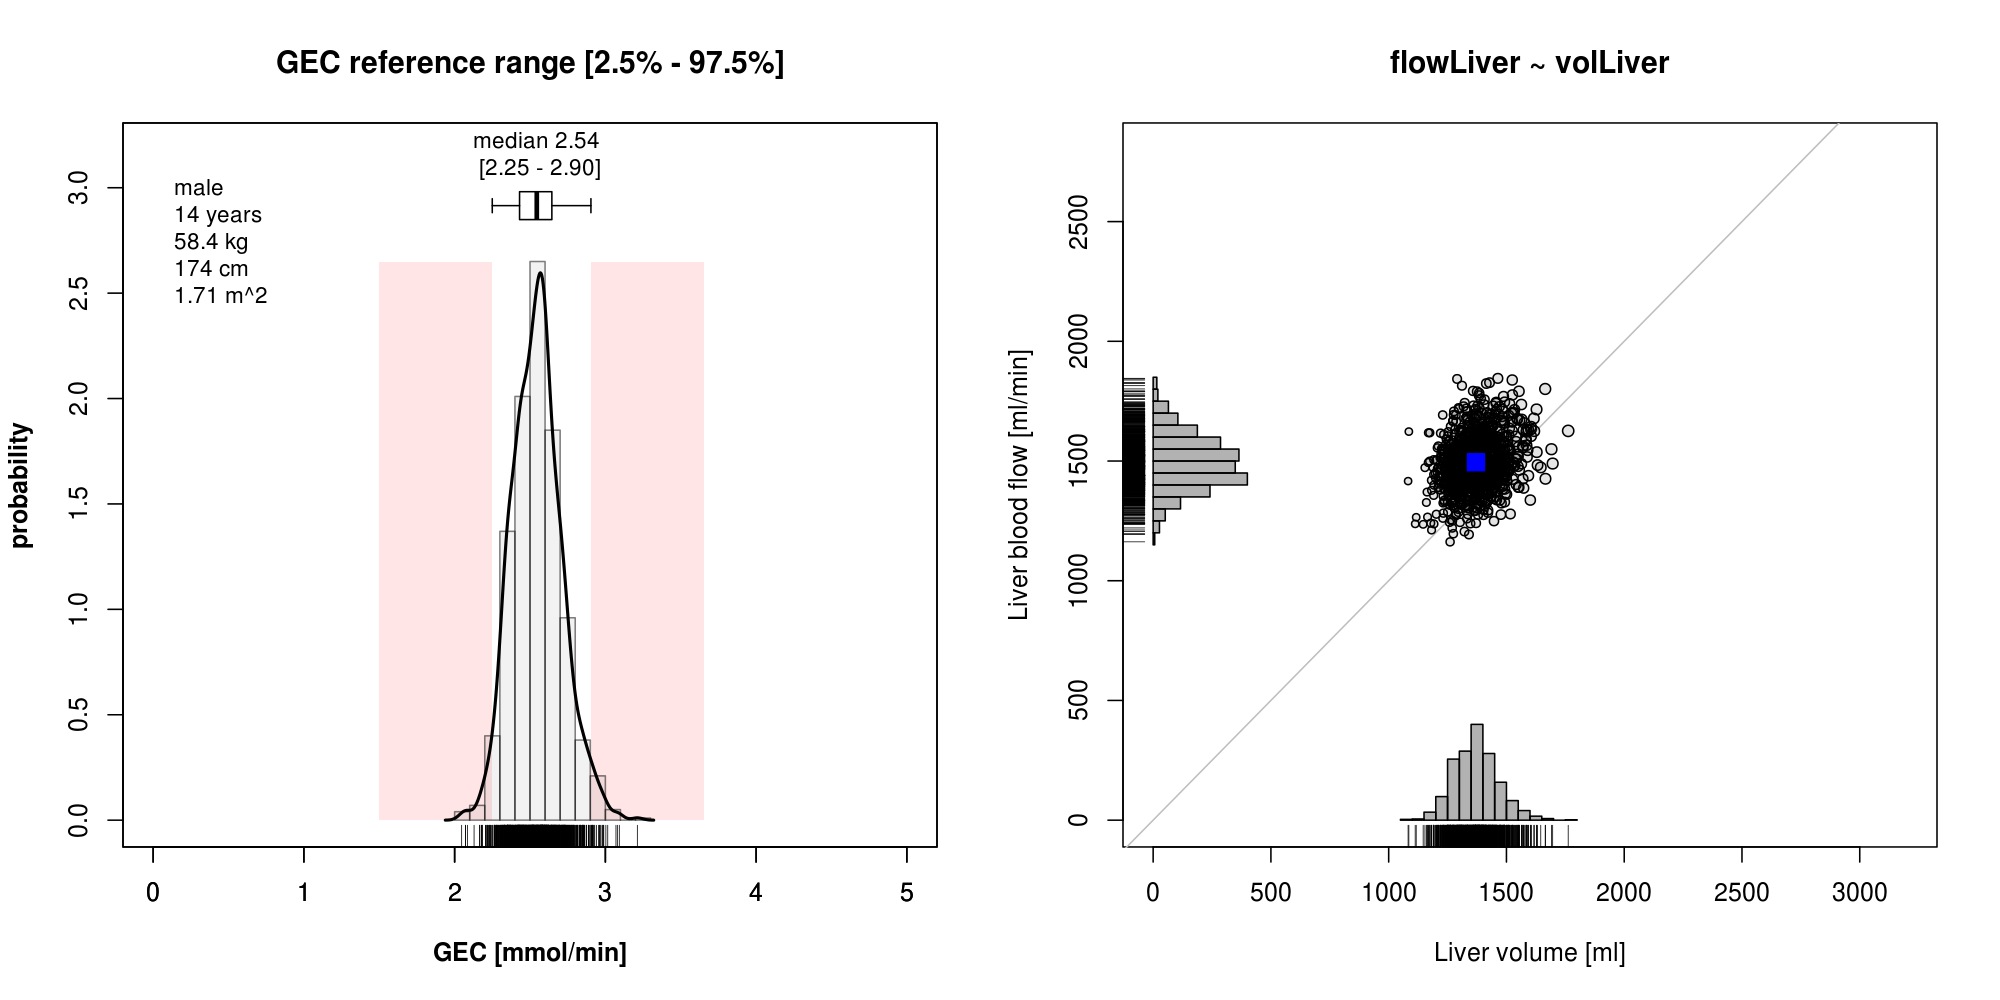 GEC reference range [2.5% - 97.5%]
median 2.54
[2.25 - 2.90]
male
14 years
58.4 kg
174 cm
1.71 m^2
probability
0.0
0.5
1.0
1.5
2.0
2.5
3.0
0 1 2 3 4 5
GEC [mmol/min]
flowLiver ~ volLiver
Liver blood flow [ml/min]
0
500
1000
1500
2000
2500
0 500 1000 1500 2000 2500 3000
Liver volume [ml]